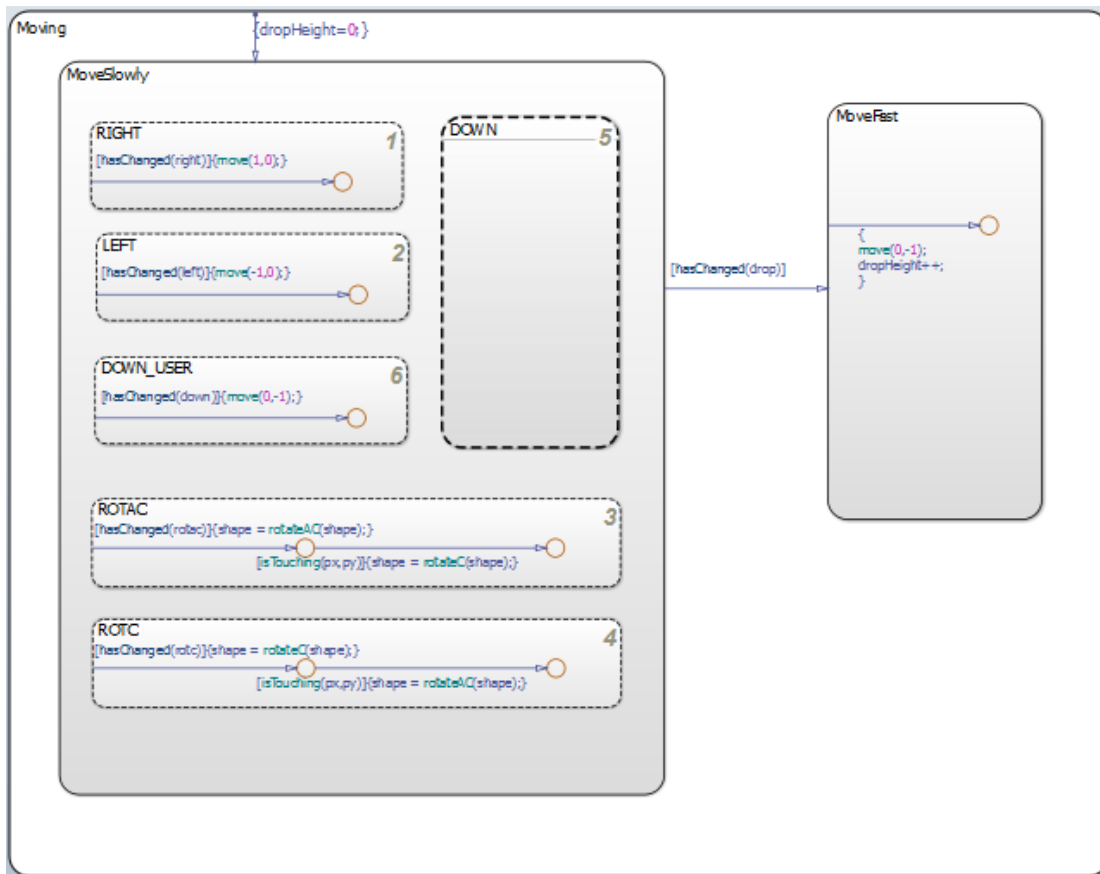 Moving
{dropHeight=0;}
MoveSlowly
RIGHT
1
[hasChanged(right)]{move(1,0);}
LEFT
2
[hasChanged(left)]{move(-1,0);}
DOWN_USER
6
[hasChanged(down)]{move(0,-1);}
DOWN
5
ROTAC
3
[hasChanged(rotac)]{shape = rotateAC(shape);}
[isTouching(px,py)]{shape = rotateC(shape);}
ROTC
4
[hasChanged(rotc)]{shape = rotateC(shape);}
[isTouching(px,py)]{shape = rotateAC(shape);}
[hasChanged(drop)]
MoveFast
{
move(0,-1);
dropHeight++;
}